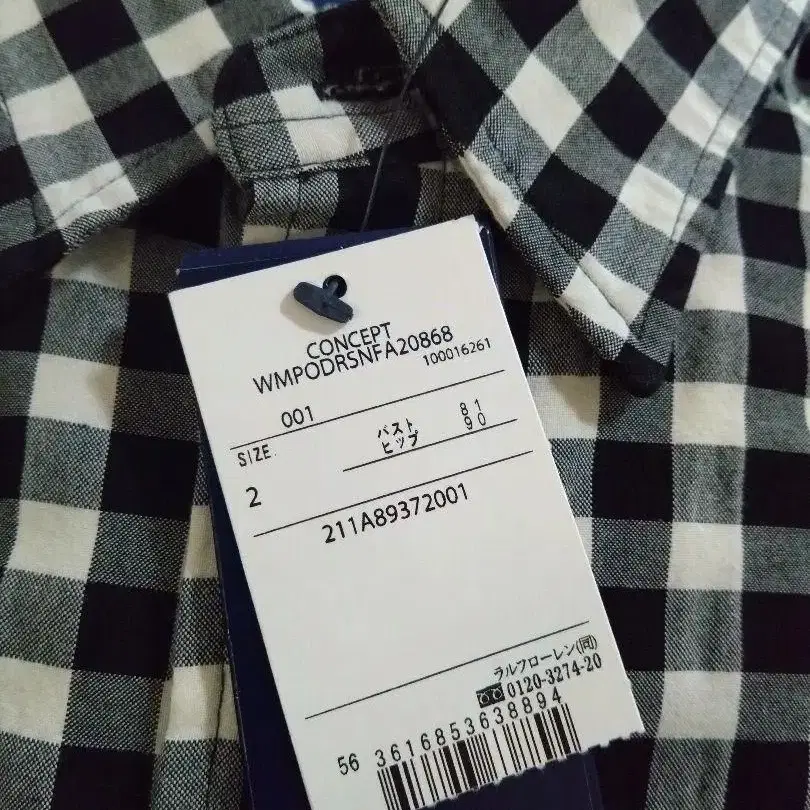 CONCEPT
WMPODRSNFA20868
100016261
001
SIZE
バスト 81
ヒップ 90
2
211A89372001
ラルフローレン(同)
0120-3274-20
56 3616853638894